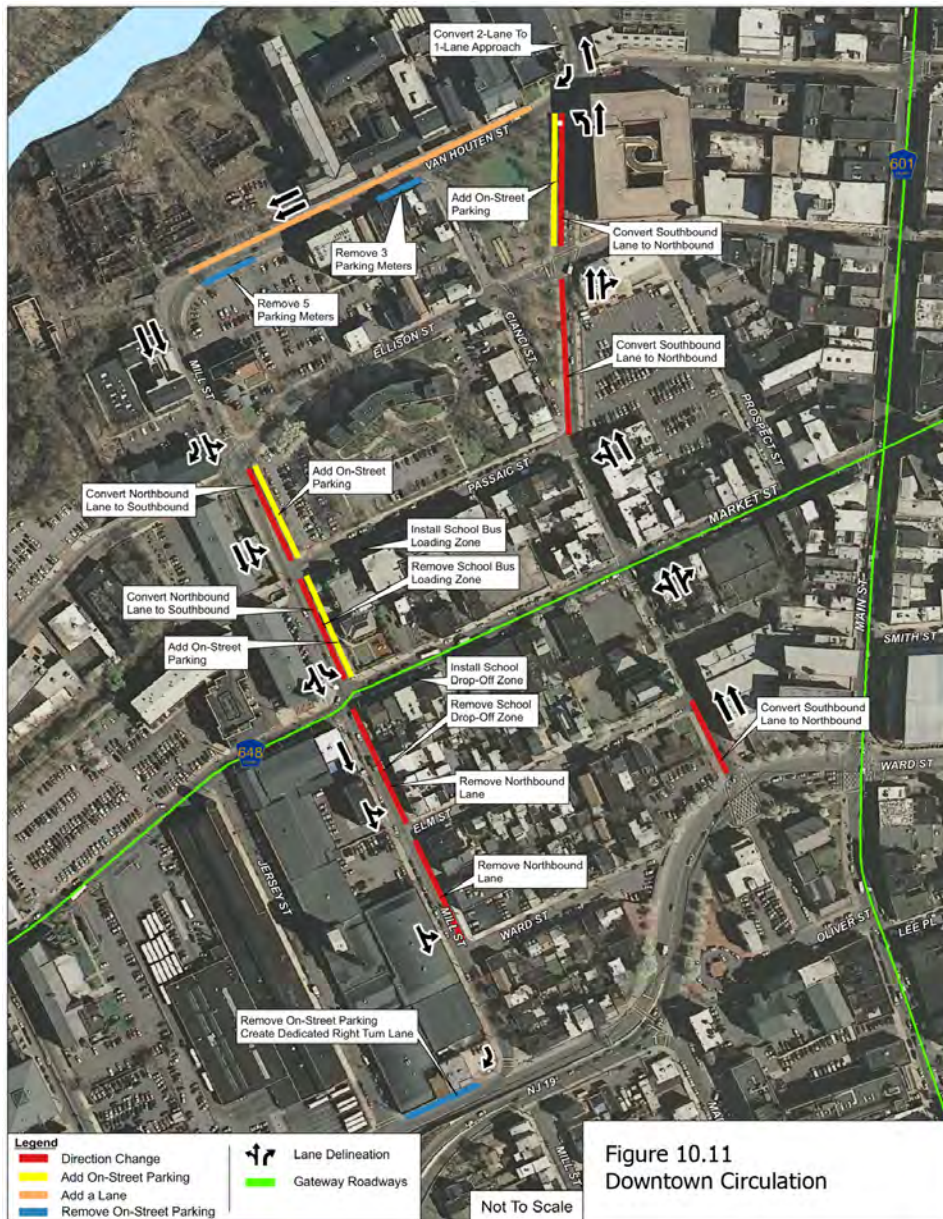 Convert 2-Lane To
1-Lane Approach
VAN HOUTEN ST
601
Add On-Street
Parking
Convert Southbound
Lane to Northbound
Remove 3
Parking Meters
Remove 5
Parking Meters
ELLISON ST
CIANCI ST
MILL ST
Convert Southbound
Lane to Northbound
PROSPECT ST
Add On-Street
Parking
PASSAIC ST
MARKET ST
Convert Northbound
Lane to Southbound
Install School Bus
Loading Zone
Remove School Bus
Loading Zone
Convert Northbound
Lane to Southbound
MAIN ST
SMITH ST
Add On-Street
Parking
Install School
Drop-Off Zone
Remove School
Drop-Off Zone
Convert Southbound
Lane to Northbound
648
WARD ST
Remove Northbound
Lane
ELM ST
JERSEY ST
Remove Northbound
Lane
MILL ST
WARD ST
OLIVER ST
LEE PL
Remove On-Street Parking
Create Dedicated Right Turn Lane
NJ 19
MILL ST
Legend
Direction Change
Add On-Street Parking
Add a Lane
Remove On-Street Parking
Lane Delineation
Gateway Roadways
Not To Scale
Figure 10.11
Downtown Circulation